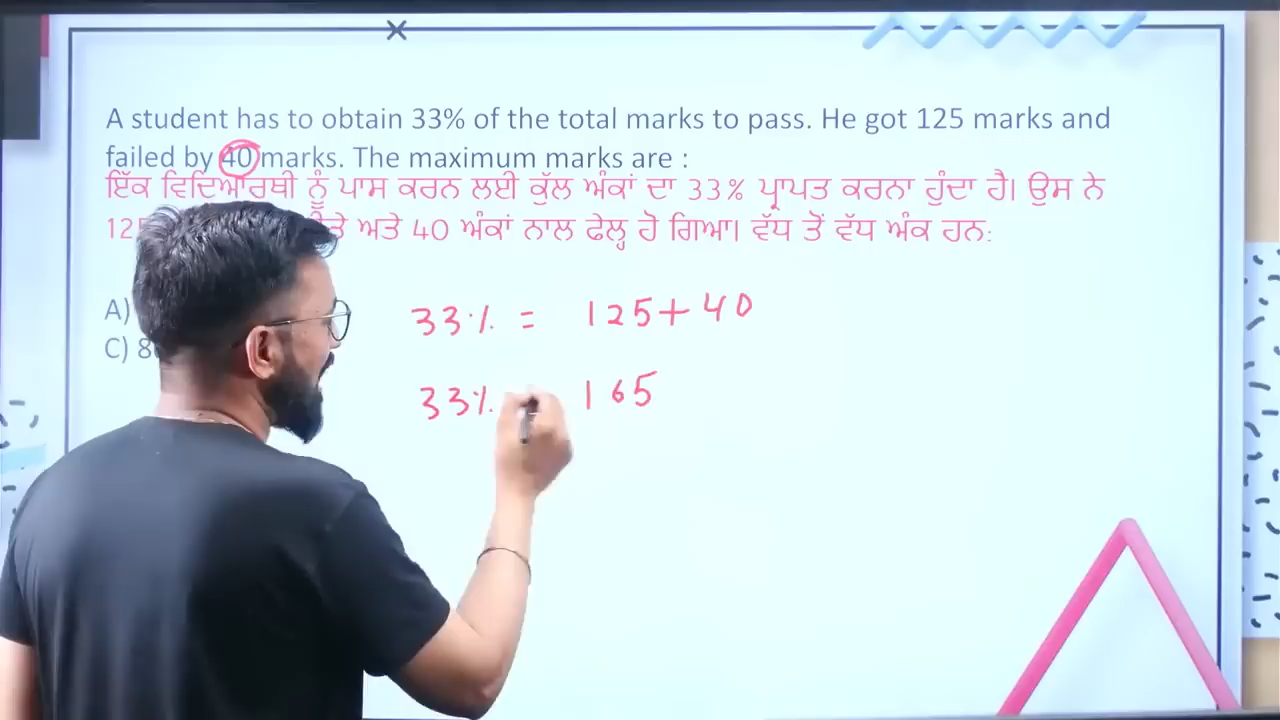 A student has to obtain 33% of the total marks to pass. He got 125 marks and
failed by 40 marks. The maximum marks are :
ਇੱਕ ਵਿਦਿਆਰਥੀ ਨੂੰ ਪਾਸ ਕਰਨ ਲਈ ਕੁੱਲ ਅੰਕਾਂ ਦਾ 33% ਪ੍ਰਾਪਤ ਕਰਨਾ ਹੁੰਦਾ ਹੈ। ਉਸ ਨੇ
ਅਤੇ 40 ਅੰਕਾਂ ਨਾਲ ਫੇਲ੍ਹ ਹੋ ਗਿਆ। ਵੱਧ ਤੋਂ ਵੱਧ ਅੰਕ ਹਨ:
A)
33% = 125+40
C)
33% 165